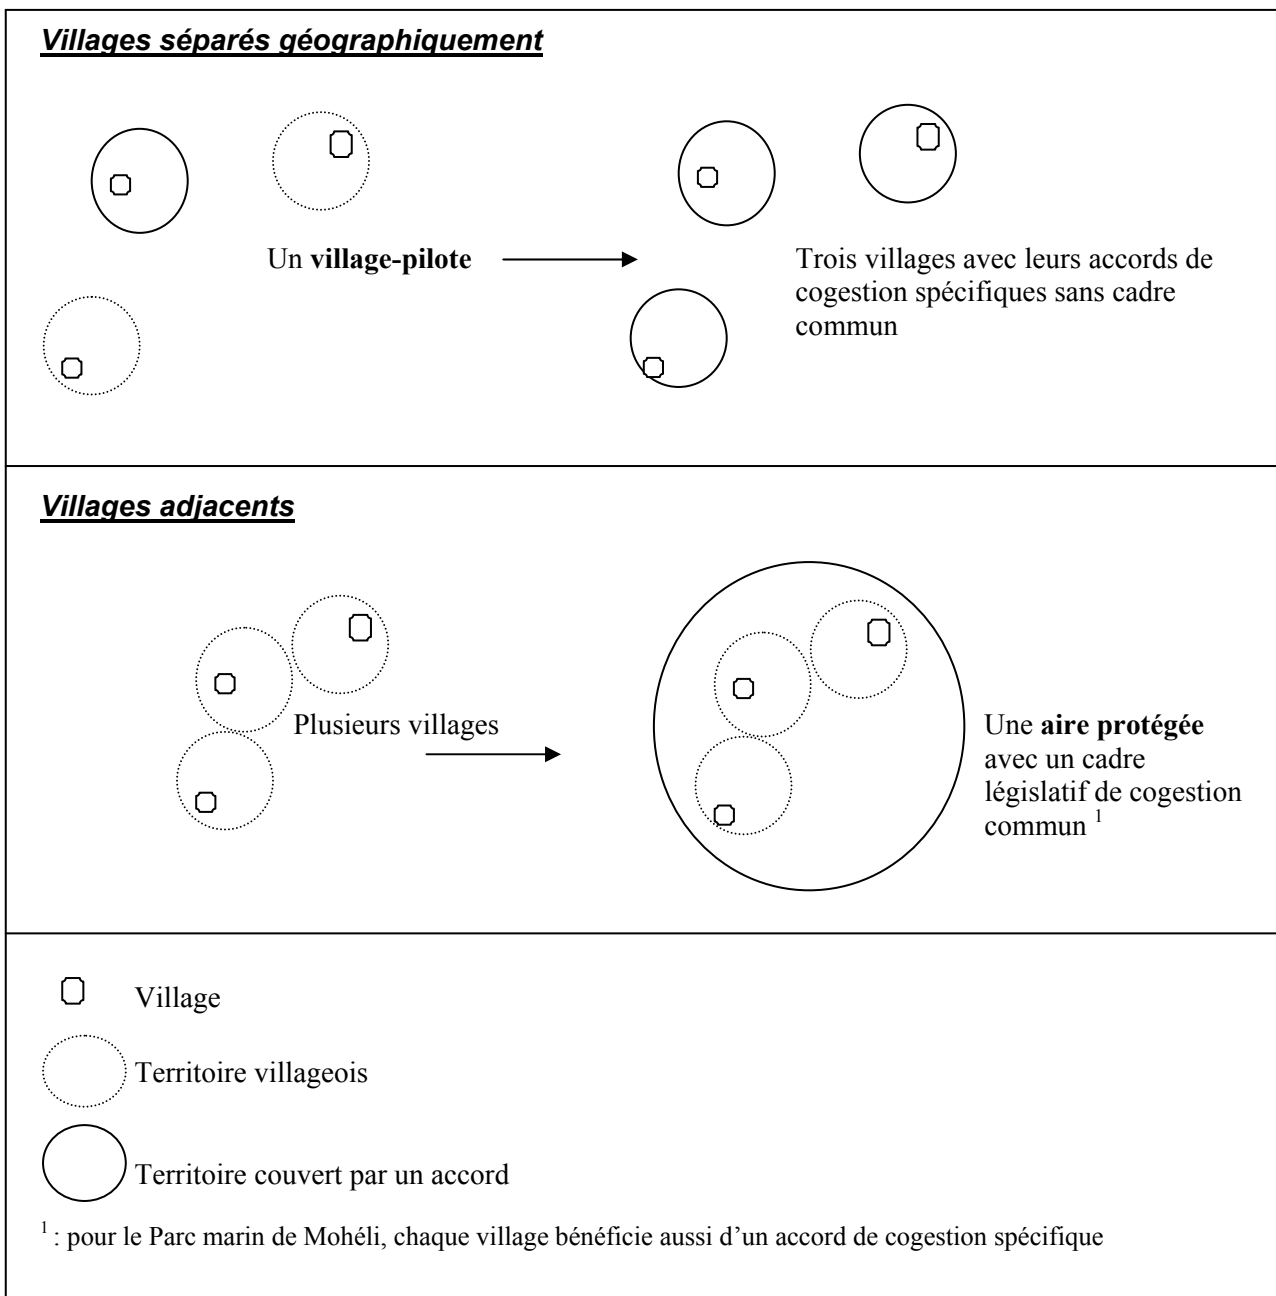 Villages séparés géographiquement
Un village-pilote
Trois villages avec leurs accords de
cogestion spécifiques sans cadre
commun
Villages adjacents
Plusieurs villages
Une aire protégée
avec un cadre
législatif de cogestion
commun 1
Village
Territoire villageois
Territoire couvert par un accord
1 : pour le Parc marin de Mohéli, chaque village bénéficie aussi d’un accord de cogestion spécifique